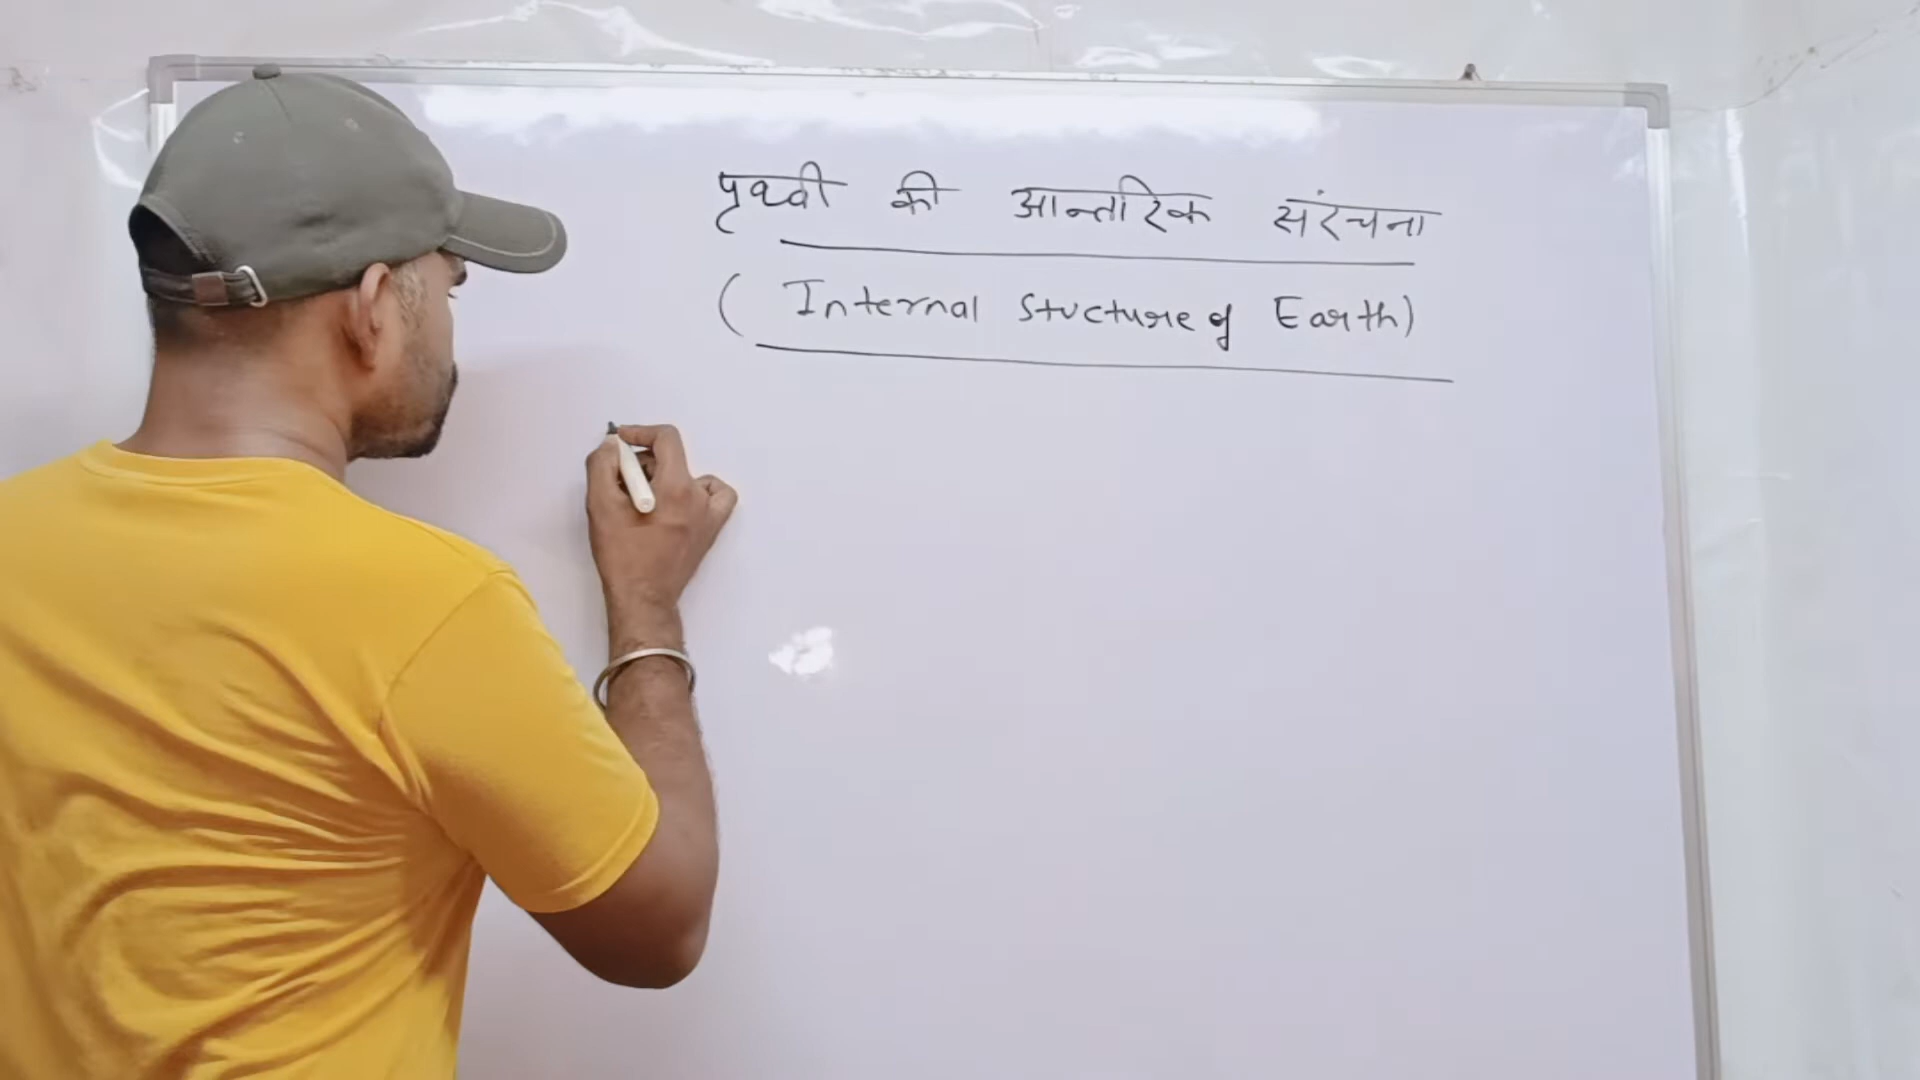 पृथ्वी की आन्तरिक संरचना
( Internal Stucture of Earth)